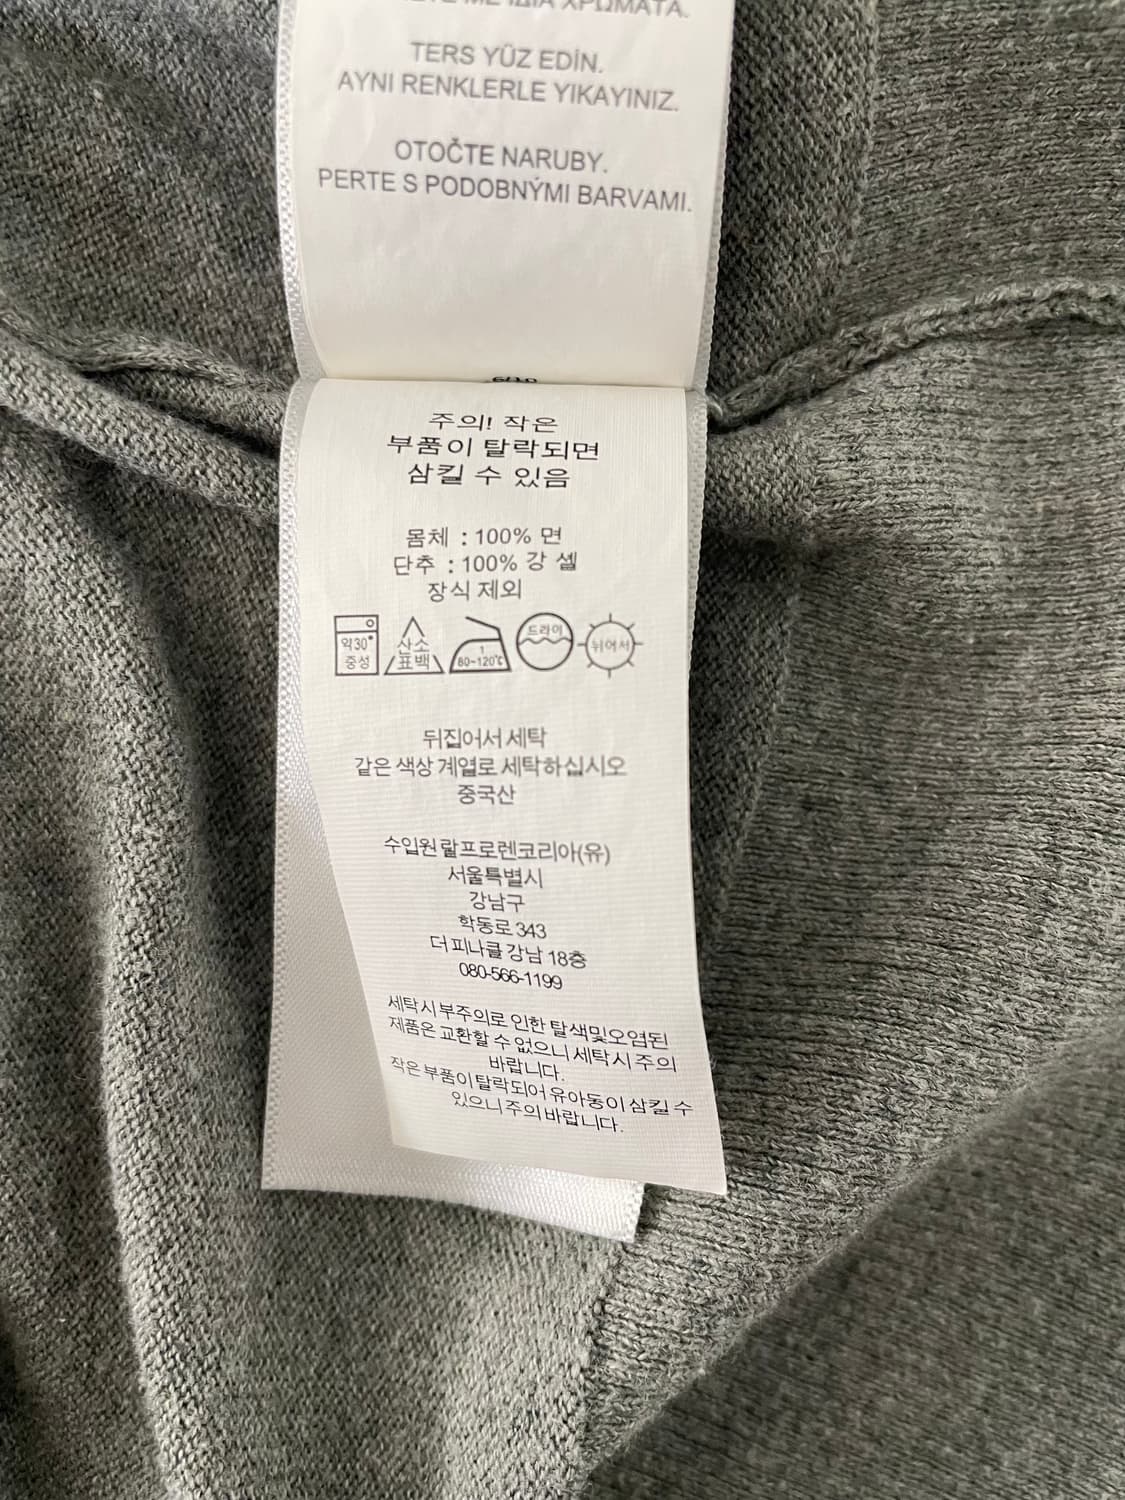 ΜΕ ΙΔΙΑ ΧΡΩΜΑΤΑ.
TERS YÜZ EDİN.
AYNI RENKLERLE YIKAYINIZ.
OTOČTE NARUBY.
PERTE S PODOBNÝMI BARVAMI.
주의! 작은
부품이 탈락되면
삼킬 수 있음
몸체 : 100% 면
단추 : 100% 강 셀
장식 제외
약30°
중성
산소
표백
1
80~120℃
드라이
뉘어서
뒤집어서 세탁
같은 색상 계열로 세탁하십시오
중국산
수입원 랄프로렌코리아(유)
서울특별시
강남구
학동로 343
더 피나클 강남 18층
080-566-1199
세탁시 부주의로 인한 탈색및오염된
제품은 교환할 수 없으니 세탁시 주의
바랍니다.
작은 부품이 탈락되어 유아동이 삼킬 수
있으니 주의 바랍니다.